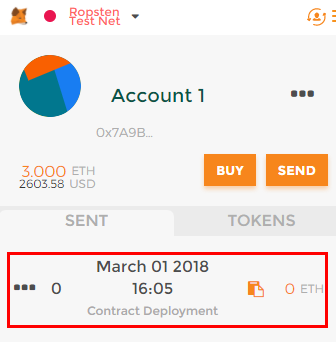 Ropsten
Test Net
Account 1
0x7A9B...
3.000 ETH
2603.58 USD
BUY
SEND
SENT
TOKENS
March 01 2018
0 16:05 0 ETH
Contract Deployment